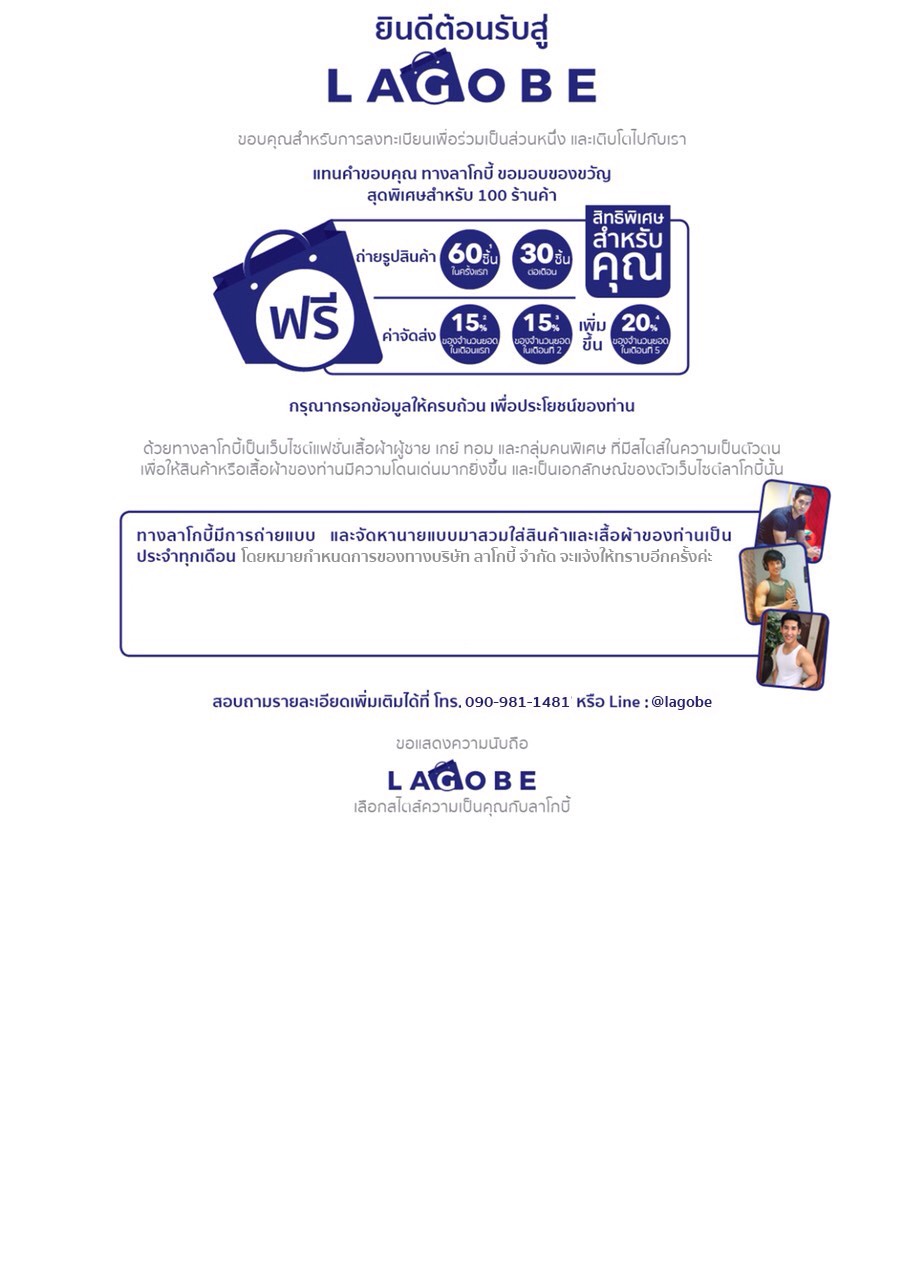 ยินดีต้อนรับสู่
LAGOBE
ขอบคุณสำหรับการลงทะเบียนเพื่อร่วมเป็นส่วนหนึ่ง และเติบโตไปกับเรา
แทนคำขอบคุณ ทางลาโกบี้ ขอมอบของขวัญ
สุดพิเศษสำหรับ 100 ร้านค้า
สิทธิพิเศษ
สำหรับ
คุณ
ฟรี
ถ่ายรูปสินค้า 60 ชิ้น¹ ในครั้งแรก 30 ชิ้น ต่อเดือน
ค่าจัดส่ง 15%² ของจำนวนยอด ในเดือนแรก 15%³ ของจำนวนยอด ในเดือนที่ 2 เพิ่มขึ้น 20%⁴ ของจำนวนยอด ในเดือนที่ 5
กรุณากรอกข้อมูลให้ครบถ้วน เพื่อประโยชน์ของท่าน
ด้วยทางลาโกบี้เป็นเว็บไซต์แฟชั่นเสื้อผ้าผู้ชาย เกย์ ทอม และกลุ่มคนพิเศษ ที่มีสไตล์ในความเป็นตัวตน
เพื่อให้สินค้าหรือเสื้อผ้าของท่านมีความโดนเด่นมากยิ่งขึ้น และเป็นเอกลักษณ์ของตัวเว็บไซต์ลาโกบี้นั้น
ทางลาโกบี้มีการถ่ายแบบ และจัดหานายแบบมาสวมใส่สินค้าและเสื้อผ้าของท่านเป็น
ประจำทุกเดือน โดยหมายกำหนดการของทางบริษัท ลาโกบี้ จำกัด จะแจ้งให้ทราบอีกครั้งค่ะ
สอบถามรายละเอียดเพิ่มเติมได้ที่ โทร. 090-981-1481 หรือ Line : @lagobe
ขอแสดงความนับถือ
LAGOBE
เลือกสไตล์ความเป็นคุณกับลาโกบี้